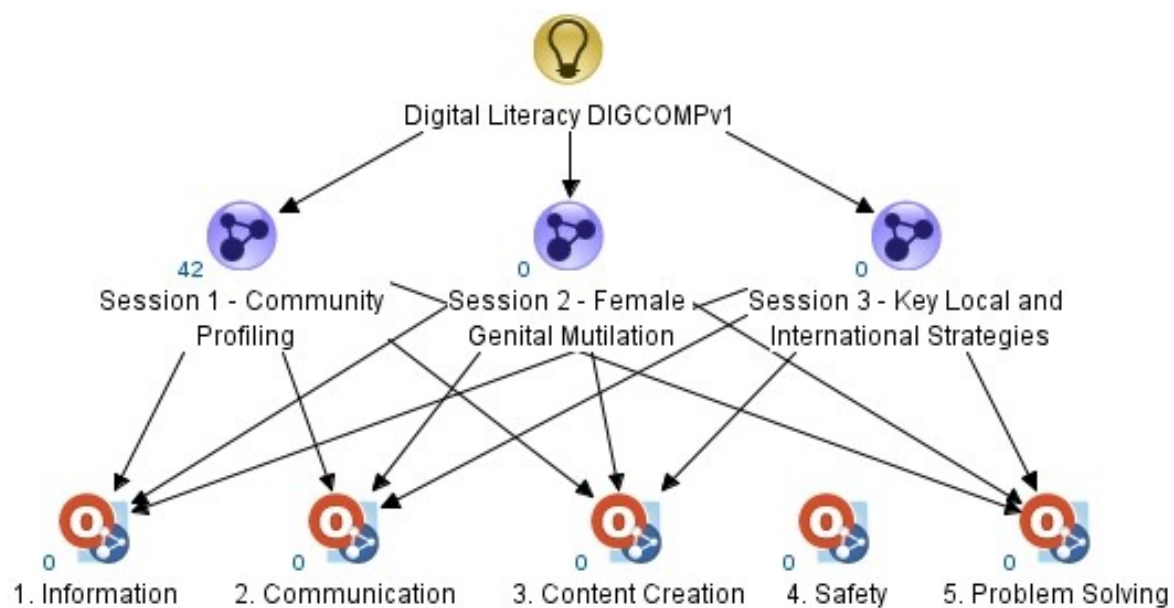 Digital Literacy DIGCOMPv1
42
0
0
Session 1 - Community
Profiling
Session 2 - Female
Genital Mutilation
Session 3 - Key Local and
International Strategies
O
O
O
O
O
0
0
0
0
0
1. Information
2. Communication
3. Content Creation
4. Safety
5. Problem Solving